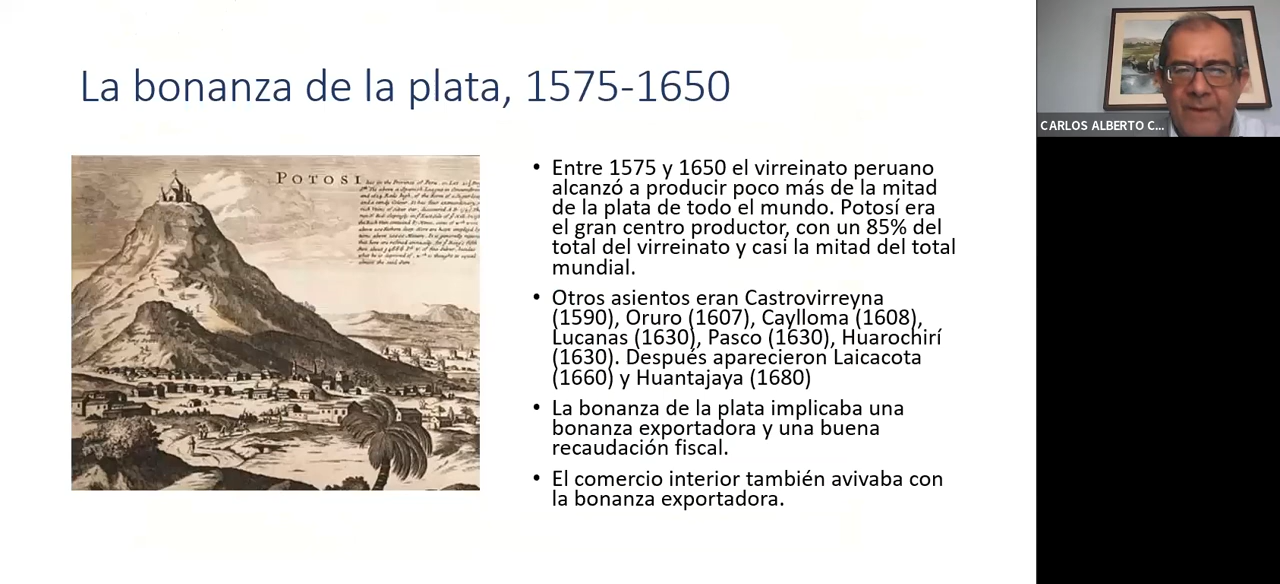 La bonanza de la plata, 1575-1650
CARLOS ALBERTO C...
POTOSI
• Entre 1575 y 1650 el virreinato peruano
alcanzó a producir poco más de la mitad
de la plata de todo el mundo. Potosí era
el gran centro productor, con un 85% del
total del virreinato y casi la mitad del total
mundial.
• Otros asientos eran Castrovirreyna
(1590), Oruro (1607), Caylloma (1608),
Lucanas (1630), Pasco (1630), Huarochirí
(1630). Después aparecieron Laicacota
(1660) y Huantajaya (1680)
• La bonanza de la plata implicaba una
bonanza exportadora y una buena
recaudación fiscal.
• El comercio interior también avivaba con
la bonanza exportadora.